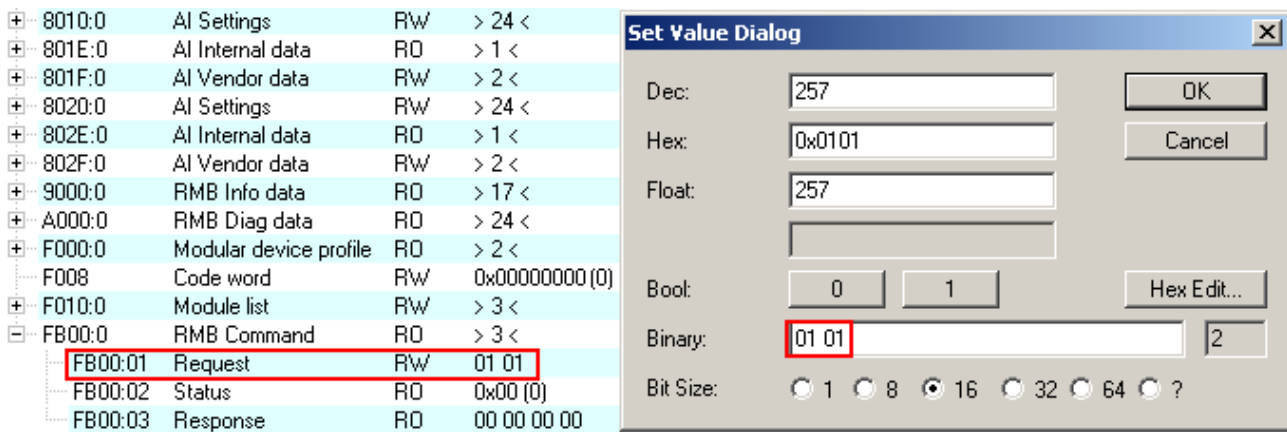 8010:0 AI Settings RW > 24 <
801E:0 AI Internal data RO > 1 <
801F:0 AI Vendor data RW > 2 <
8020:0 AI Settings RW > 24 <
802E:0 AI Internal data RO > 1 <
802F:0 AI Vendor data RW > 2 <
9000:0 RMB Info data RO > 17 <
A000:0 RMB Diag data RO > 24 <
F000:0 Modular device profile RO > 2 <
F008 Code word RW 0x00000000 (0)
F010:0 Module list RW > 3 <
FB00:0 RMB Command RO > 3 <
FB00:01 Request RW 01 01
FB00:02 Status RO 0x00 (0)
FB00:03 Response RO 00 00 00 00
Set Value Dialog
Dec: 257 OK
Hex: 0x0101 Cancel
Float: 257
Bool: 0 1 Hex Edit...
Binary: 01 01 2
Bit Size: 1 8 16 32 64 ?